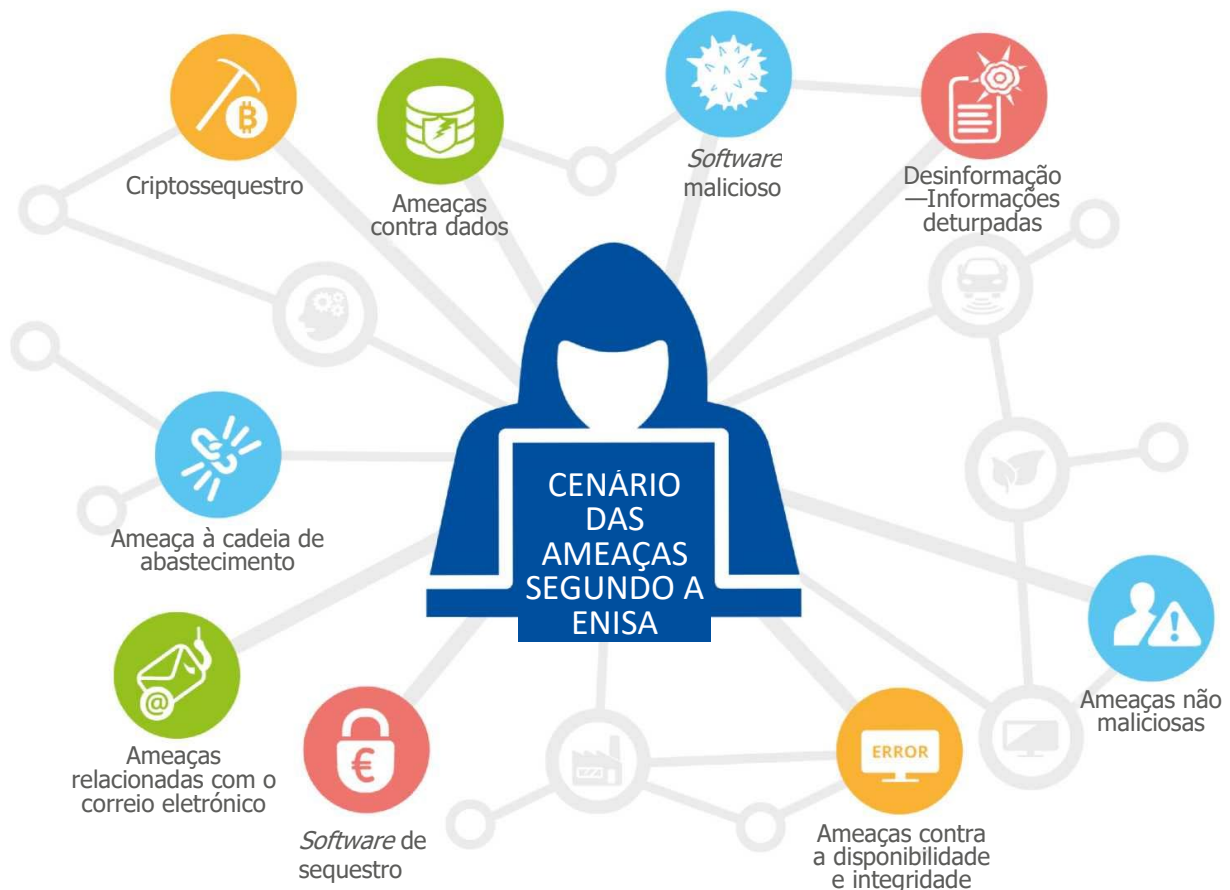 Criptossequestro
Ameaças
contra dados
Software
malicioso
Desinformação
—Informações
deturpadas
CENÁRIO
DAS
AMEAÇAS
SEGUNDO A
ENISA
Ameaça à cadeia de
abastecimento
Ameaças não
maliciosas
@
Ameaças
relacionadas com o
correio eletrónico
€
Software de
sequestro
ERROR
Ameaças contra
a disponibilidade
e integridade